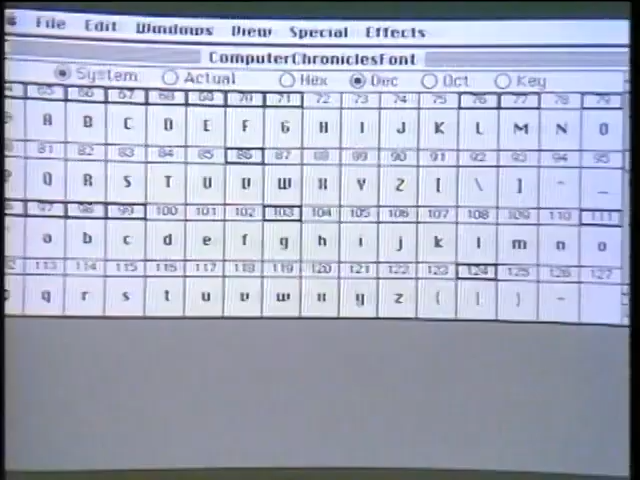 File Edit Windows View Special Effects
ComputerChroniclesFont
System Actual Hex Dec Oct Key
65 66 67 68 69 70 71 72 73 74 75 76 77 78 79
A B C D E F G H I J K L M N O
81 82 83 84 85 86 87 88 89 90 91 92 93 94 95
Q R S T U V W X Y Z [ \ ] ^ _
97 98 99 100 101 102 103 104 105 106 107 108 109 110 111
a b c d e f g h i j k l m n o
113 114 115 116 117 118 119 120 121 122 123 124 125 126 127
q r s t u v w x y z { | } ~